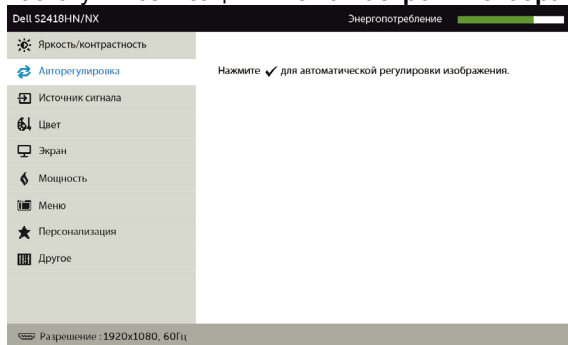 Dell S2418HN/NX
Энергопотребление
Яркость/контрастность
Авторегулировка
Нажмите ✓ для автоматической регулировки изображения.
Источник сигнала
Цвет
Экран
Мощность
Меню
Персонализация
Другое
Разрешение : 1920x1080, 60Гц